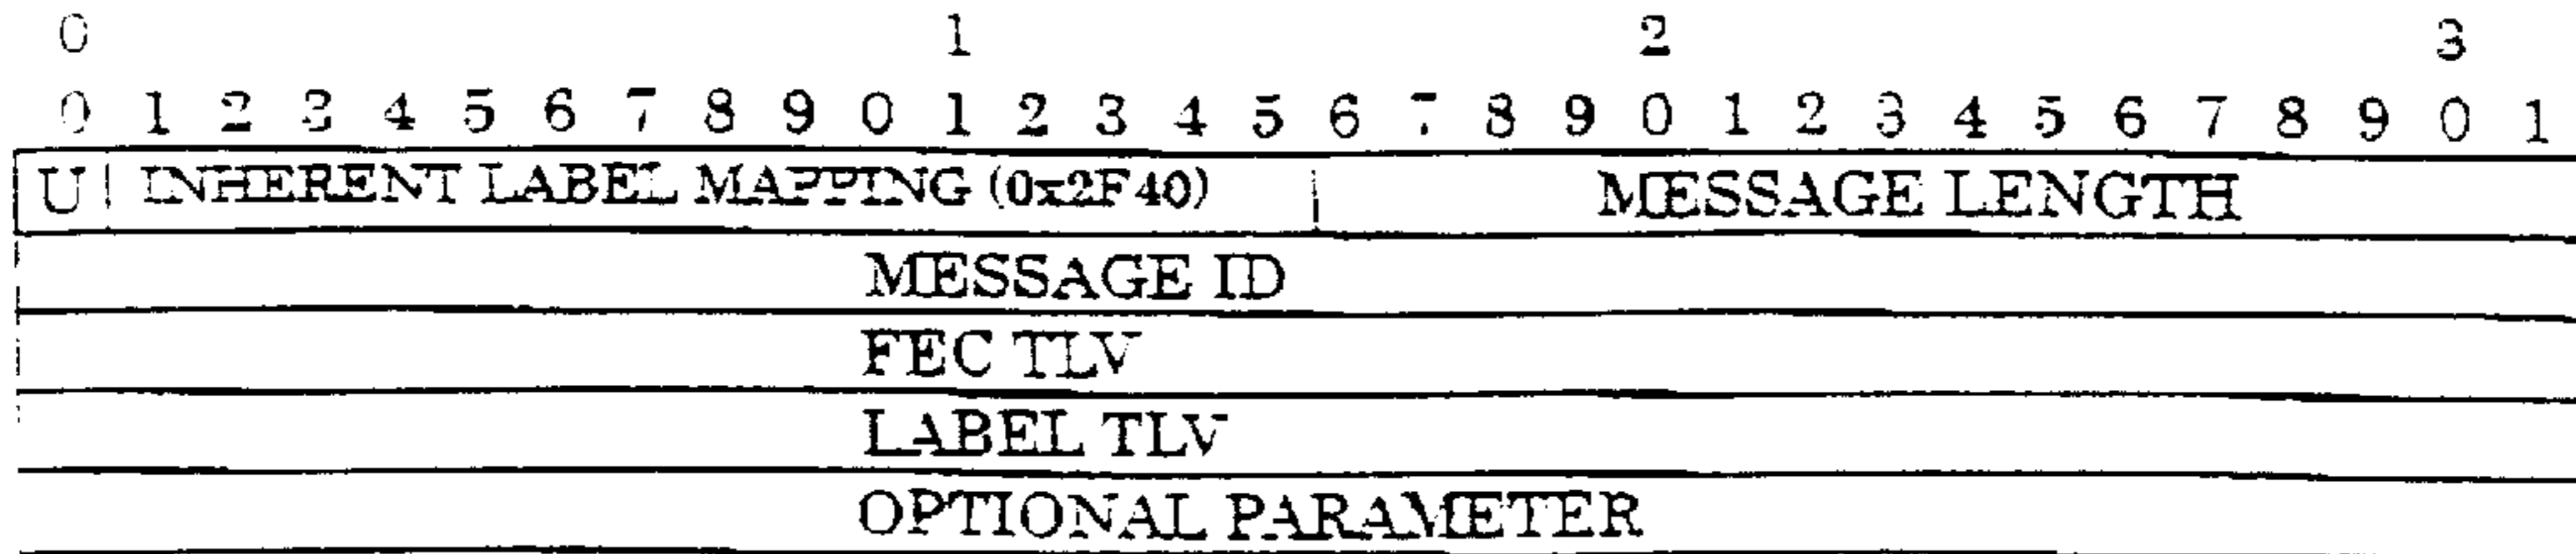 0 1 2 3
0 1 2 3 4 5 6 7 8 9 0 1 2 3 4 5 6 7 8 9 0 1 2 3 4 5 6 7 8 9 0 1
U INHERENT LABEL MAPPING (0x2F40) MESSAGE LENGTH
MESSAGE ID
FEC TLV
LABEL TLV
OPTIONAL PARAMETER